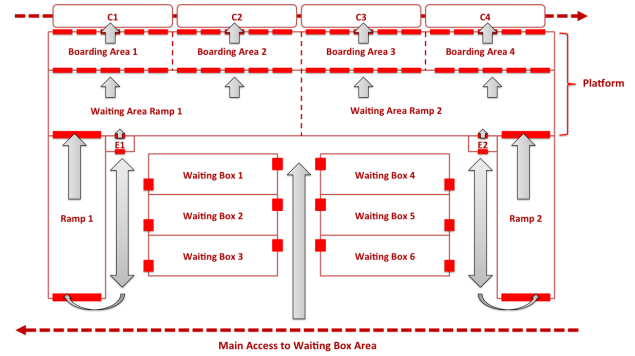 C1 C2 C3 C4
Boarding Area 1 Boarding Area 2 Boarding Area 3 Boarding Area 4
Platform
Waiting Area Ramp 1 Waiting Area Ramp 2
E1 E2
Waiting Box 1 Waiting Box 4
Ramp 1 Waiting Box 2 Waiting Box 5 Ramp 2
Waiting Box 3 Waiting Box 6
Main Access to Waiting Box Area